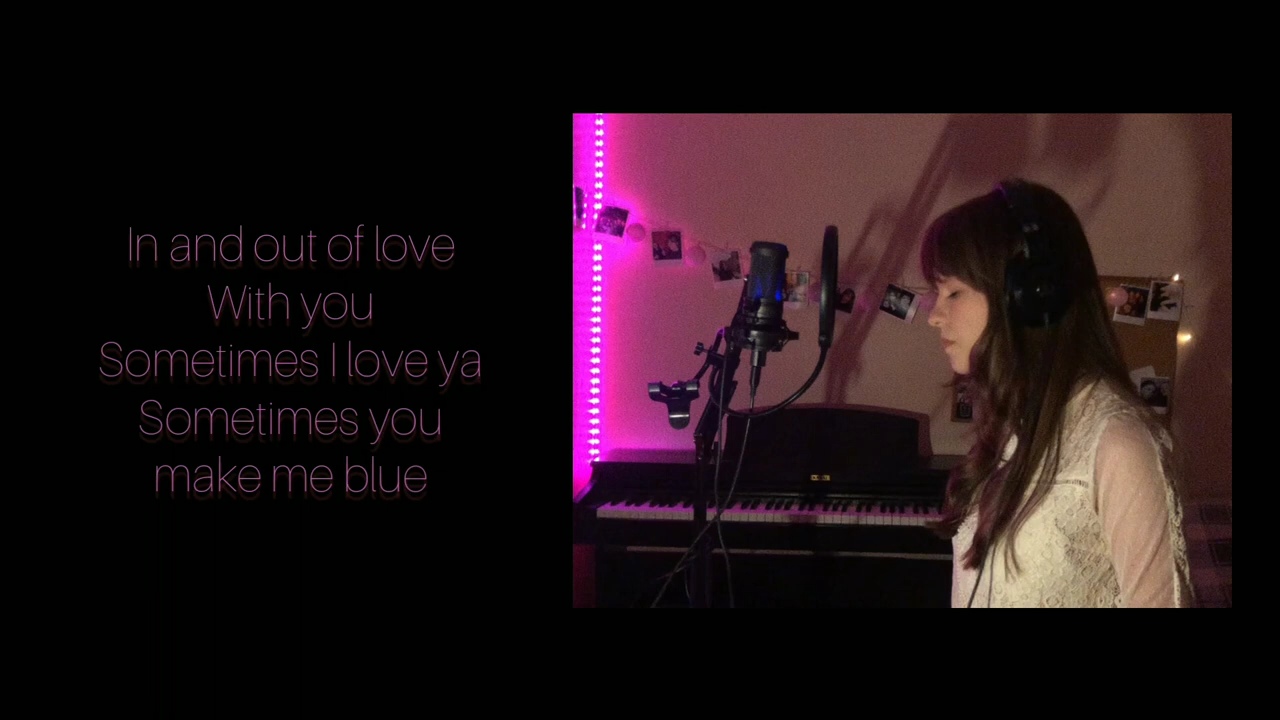 In and out of love
With you
Sometimes I love ya
Sometimes you
make me blue